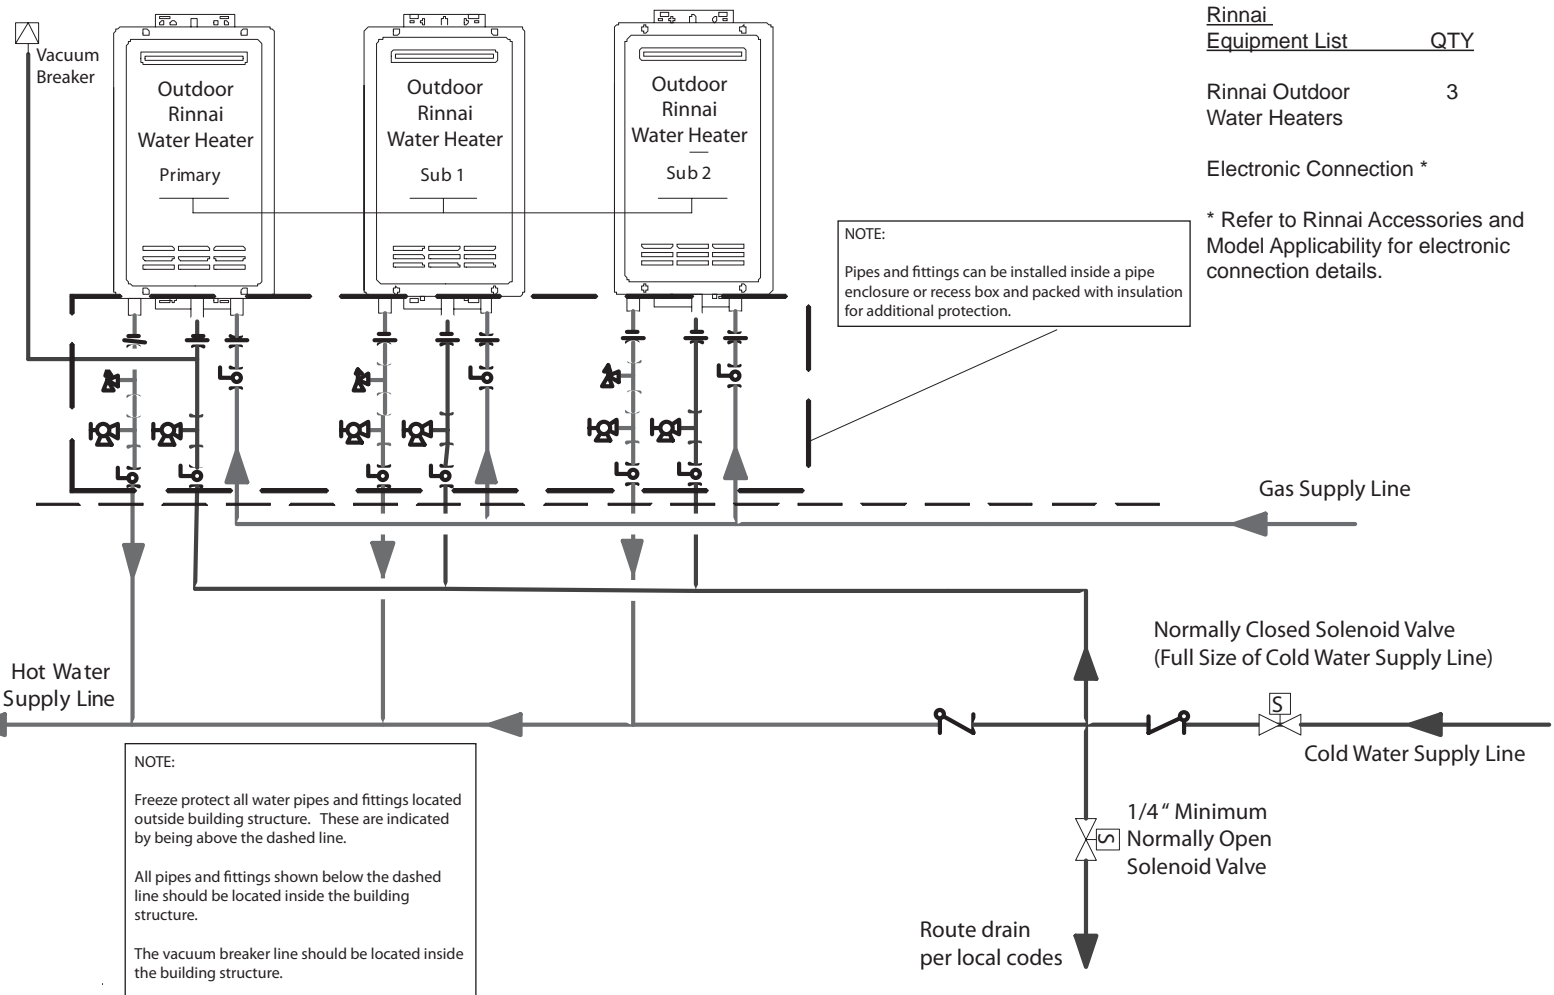 Vacuum
Breaker
Outdoor
Rinnai
Water Heater
Primary
Outdoor
Rinnai
Water Heater
Sub 1
Outdoor
Rinnai
Water Heater
Sub 2
Rinnai
Equipment List QTY
Rinnai Outdoor 3
Water Heaters
Electronic Connection *
* Refer to Rinnai Accessories and
Model Applicability for electronic
connection details.
NOTE:
Pipes and fittings can be installed inside a pipe
enclosure or recess box and packed with insulation
for additional protection.
Gas Supply Line
Normally Closed Solenoid Valve
(Full Size of Cold Water Supply Line)
Hot Water
Supply Line
S
Cold Water Supply Line
NOTE:
Freeze protect all water pipes and fittings located
outside building structure. These are indicated
by being above the dashed line.
All pipes and fittings shown below the dashed
line should be located inside the building
structure.
The vacuum breaker line should be located inside
the building structure.
1/4“ Minimum
S Normally Open
Solenoid Valve
Route drain
per local codes